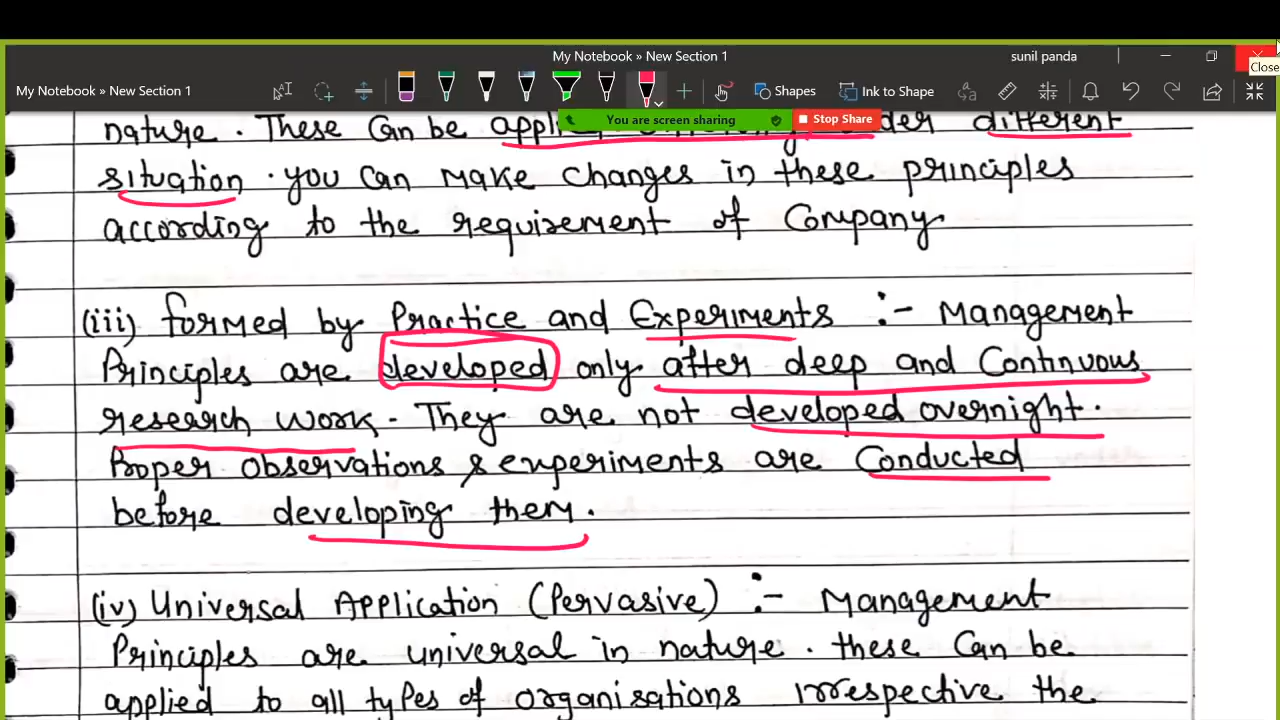 My Notebook » New Section 1
sunil panda
Close
My Notebook » New Section 1
Shapes
Ink to Shape
You are screen sharing
Stop Share
nature. These Can be different
situation. you Can make changes in these principles
according to the requirement of Company
(iii) formed by Practice and Experiments :- Management
Principles are developed only after deep and Continuous
research work. They are not developed overnight.
Proper observations & experiments are Conducted
before developing them.
(iv) Universal Application (Pervasive) :- Management
Principles are universal in nature. these Can be
applied to all types of organisations irrespective the